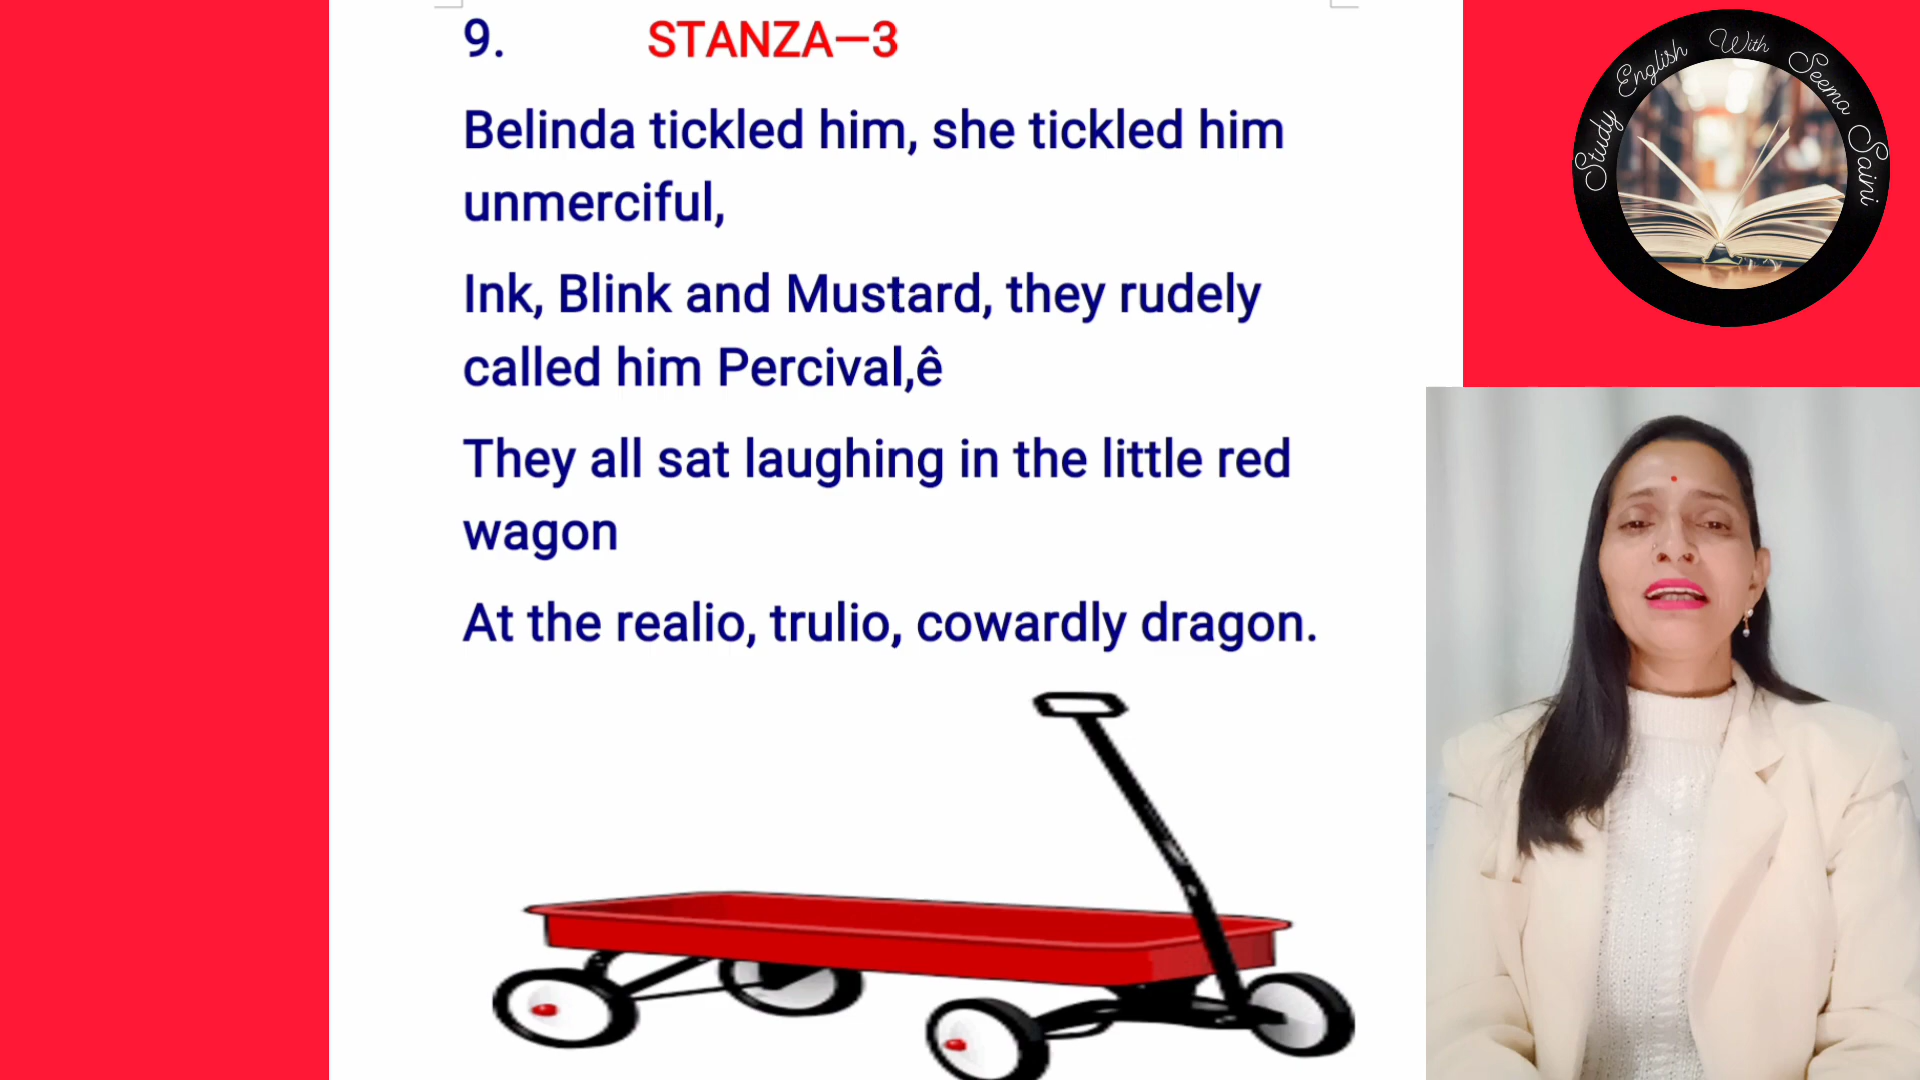 9. STANZA—3
Belinda tickled him, she tickled him
unmerciful,
Ink, Blink and Mustard, they rudely
called him Percival,ê
They all sat laughing in the little red
wagon
At the realio, trulio, cowardly dragon.
Study English With Seema Saini